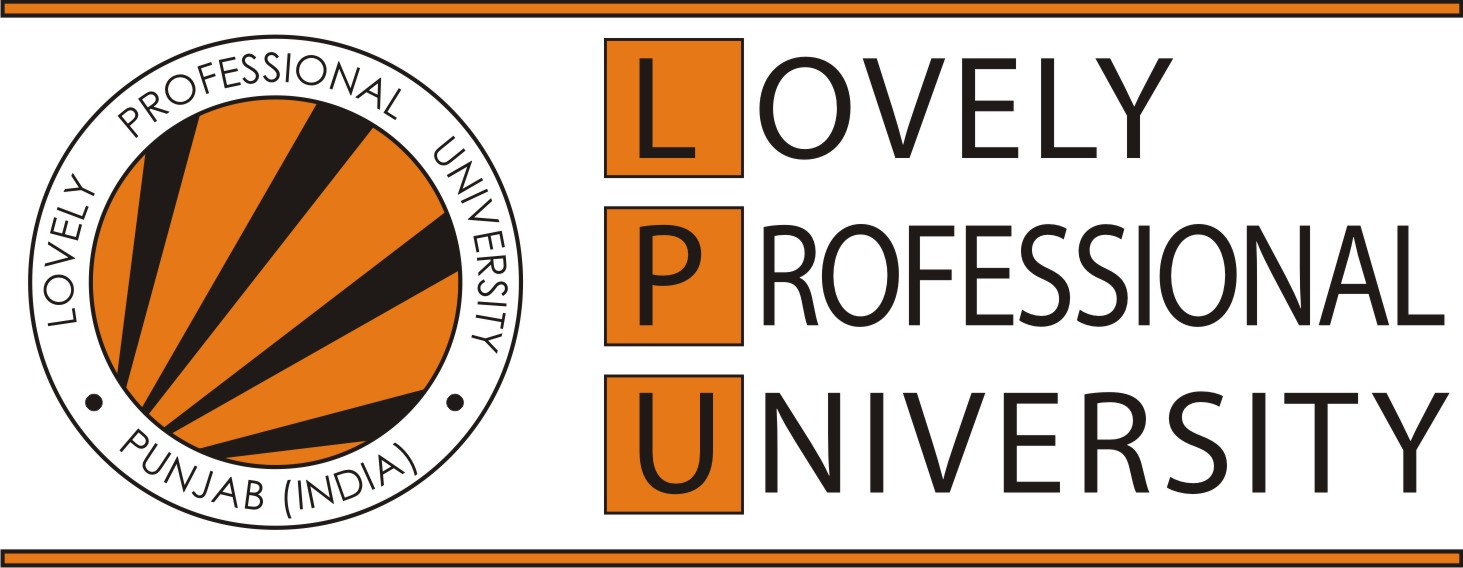 LOVELY PROFESSIONAL UNIVERSITY
PUNJAB (INDIA)
LOVELY
PROFESSIONAL
UNIVERSITY